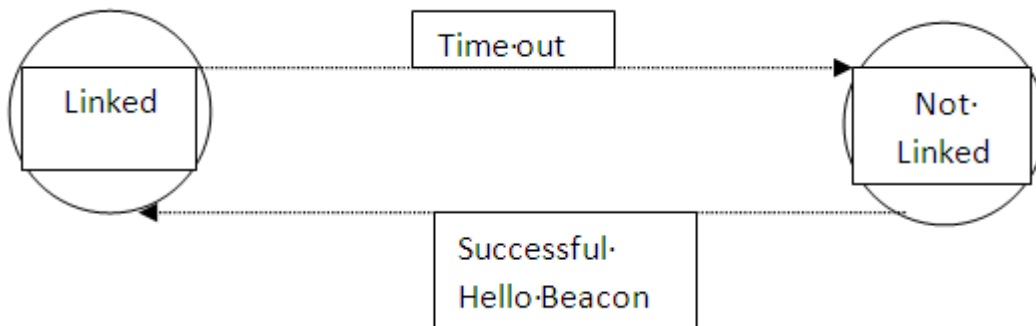 Time·out
Linked
Not·
Linked
Successful·
Hello·Beacon